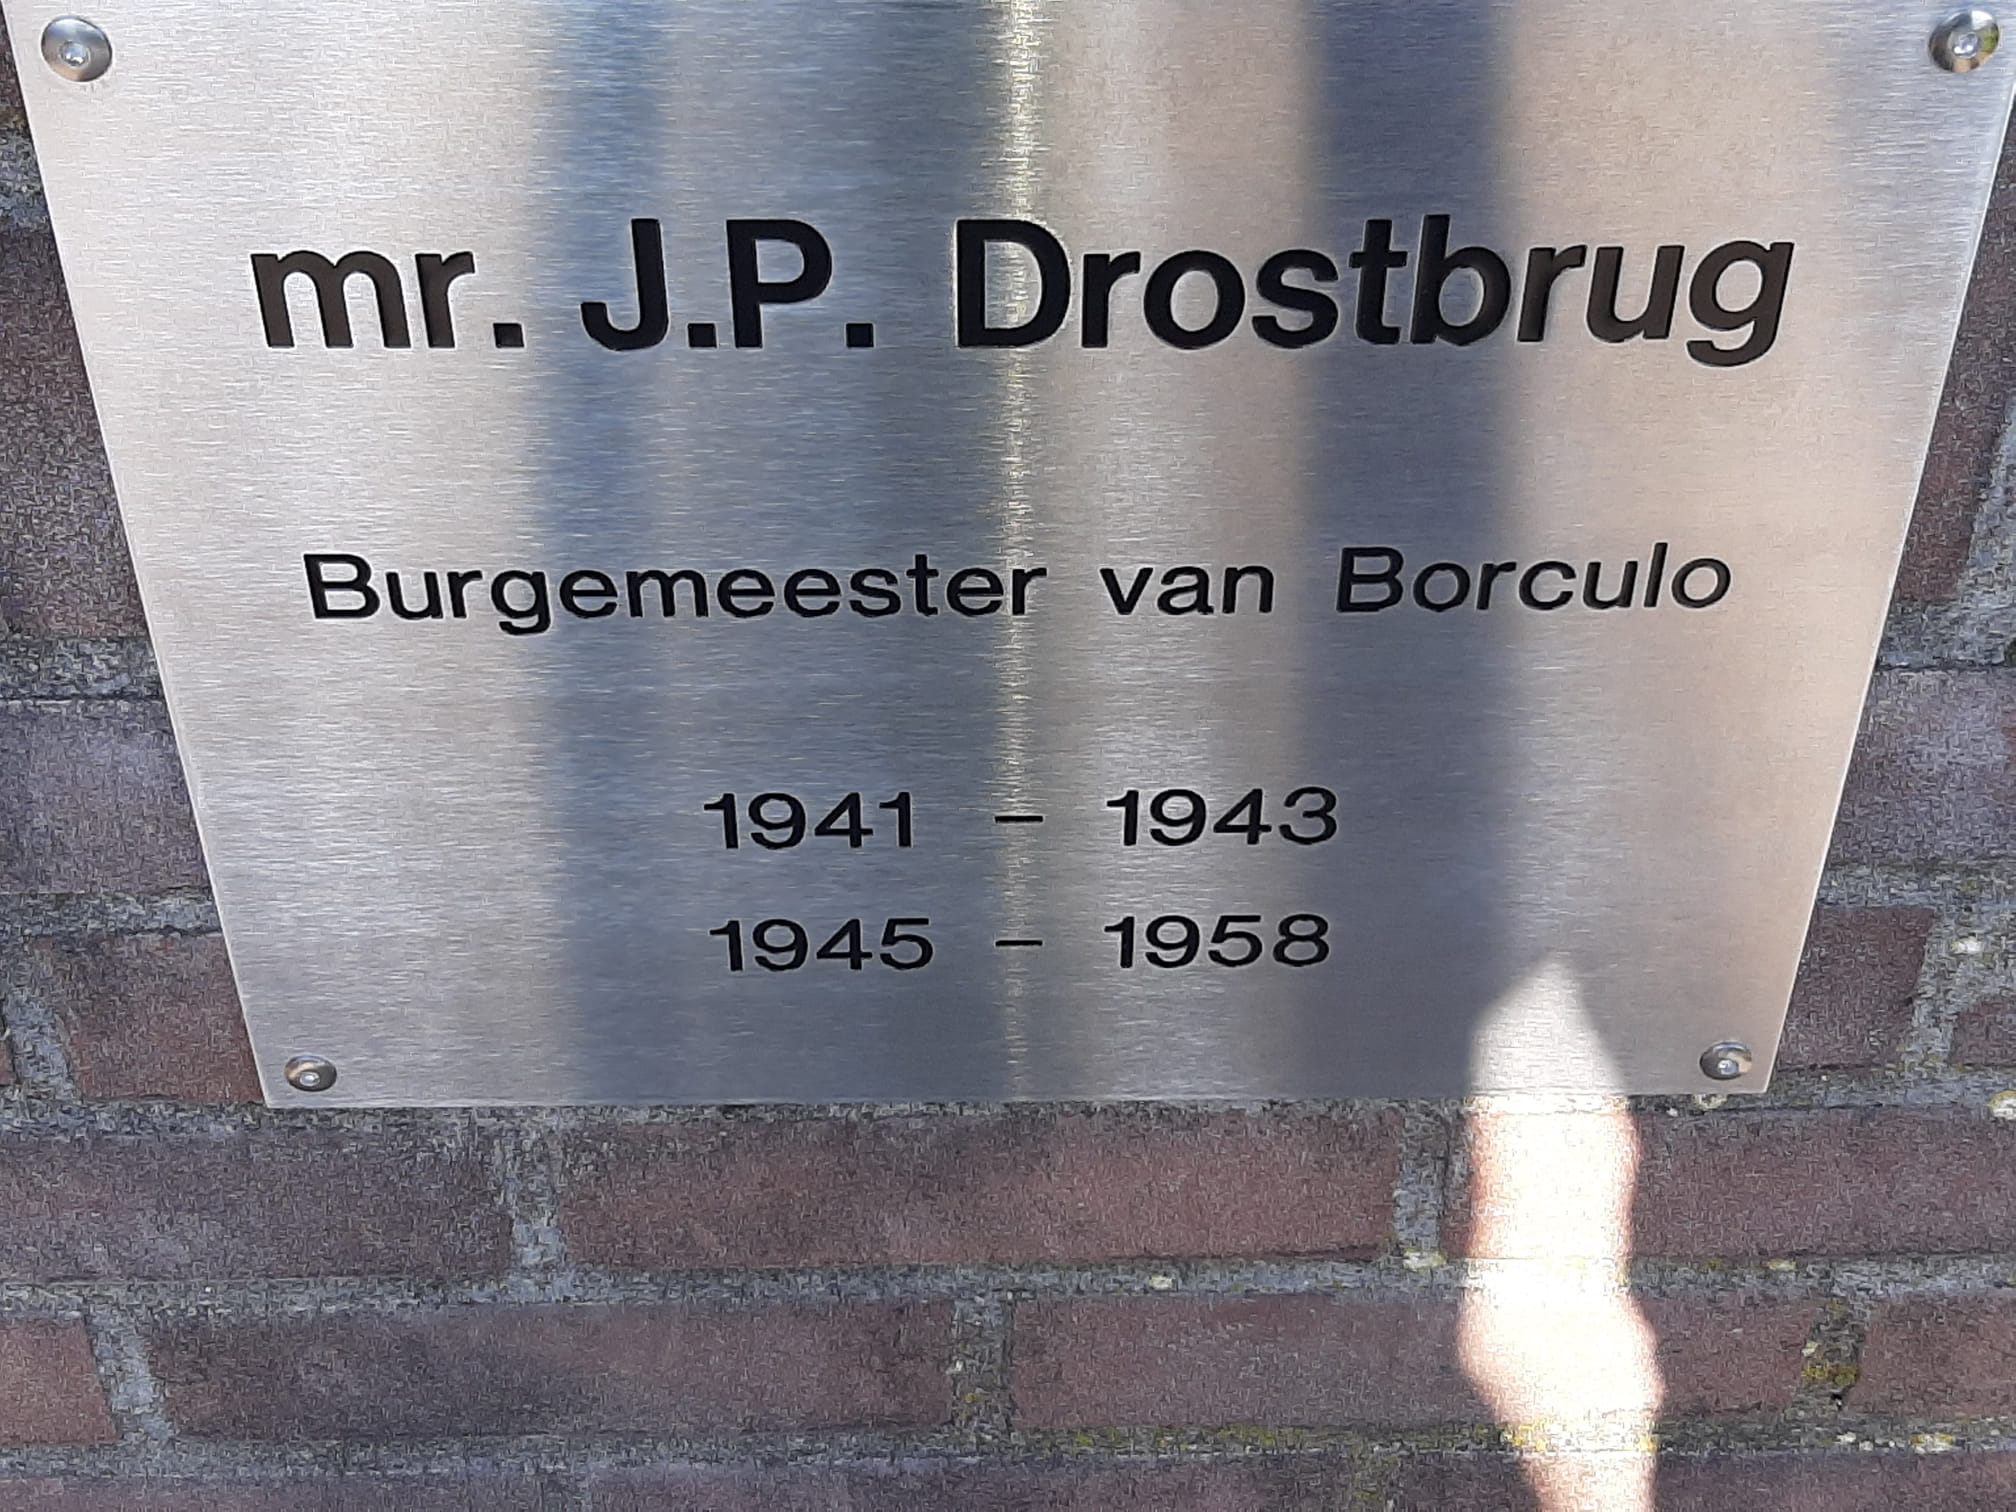 mr. J.P. Drostbrug
Burgemeester van Borculo
1941 – 1943
1945 – 1958